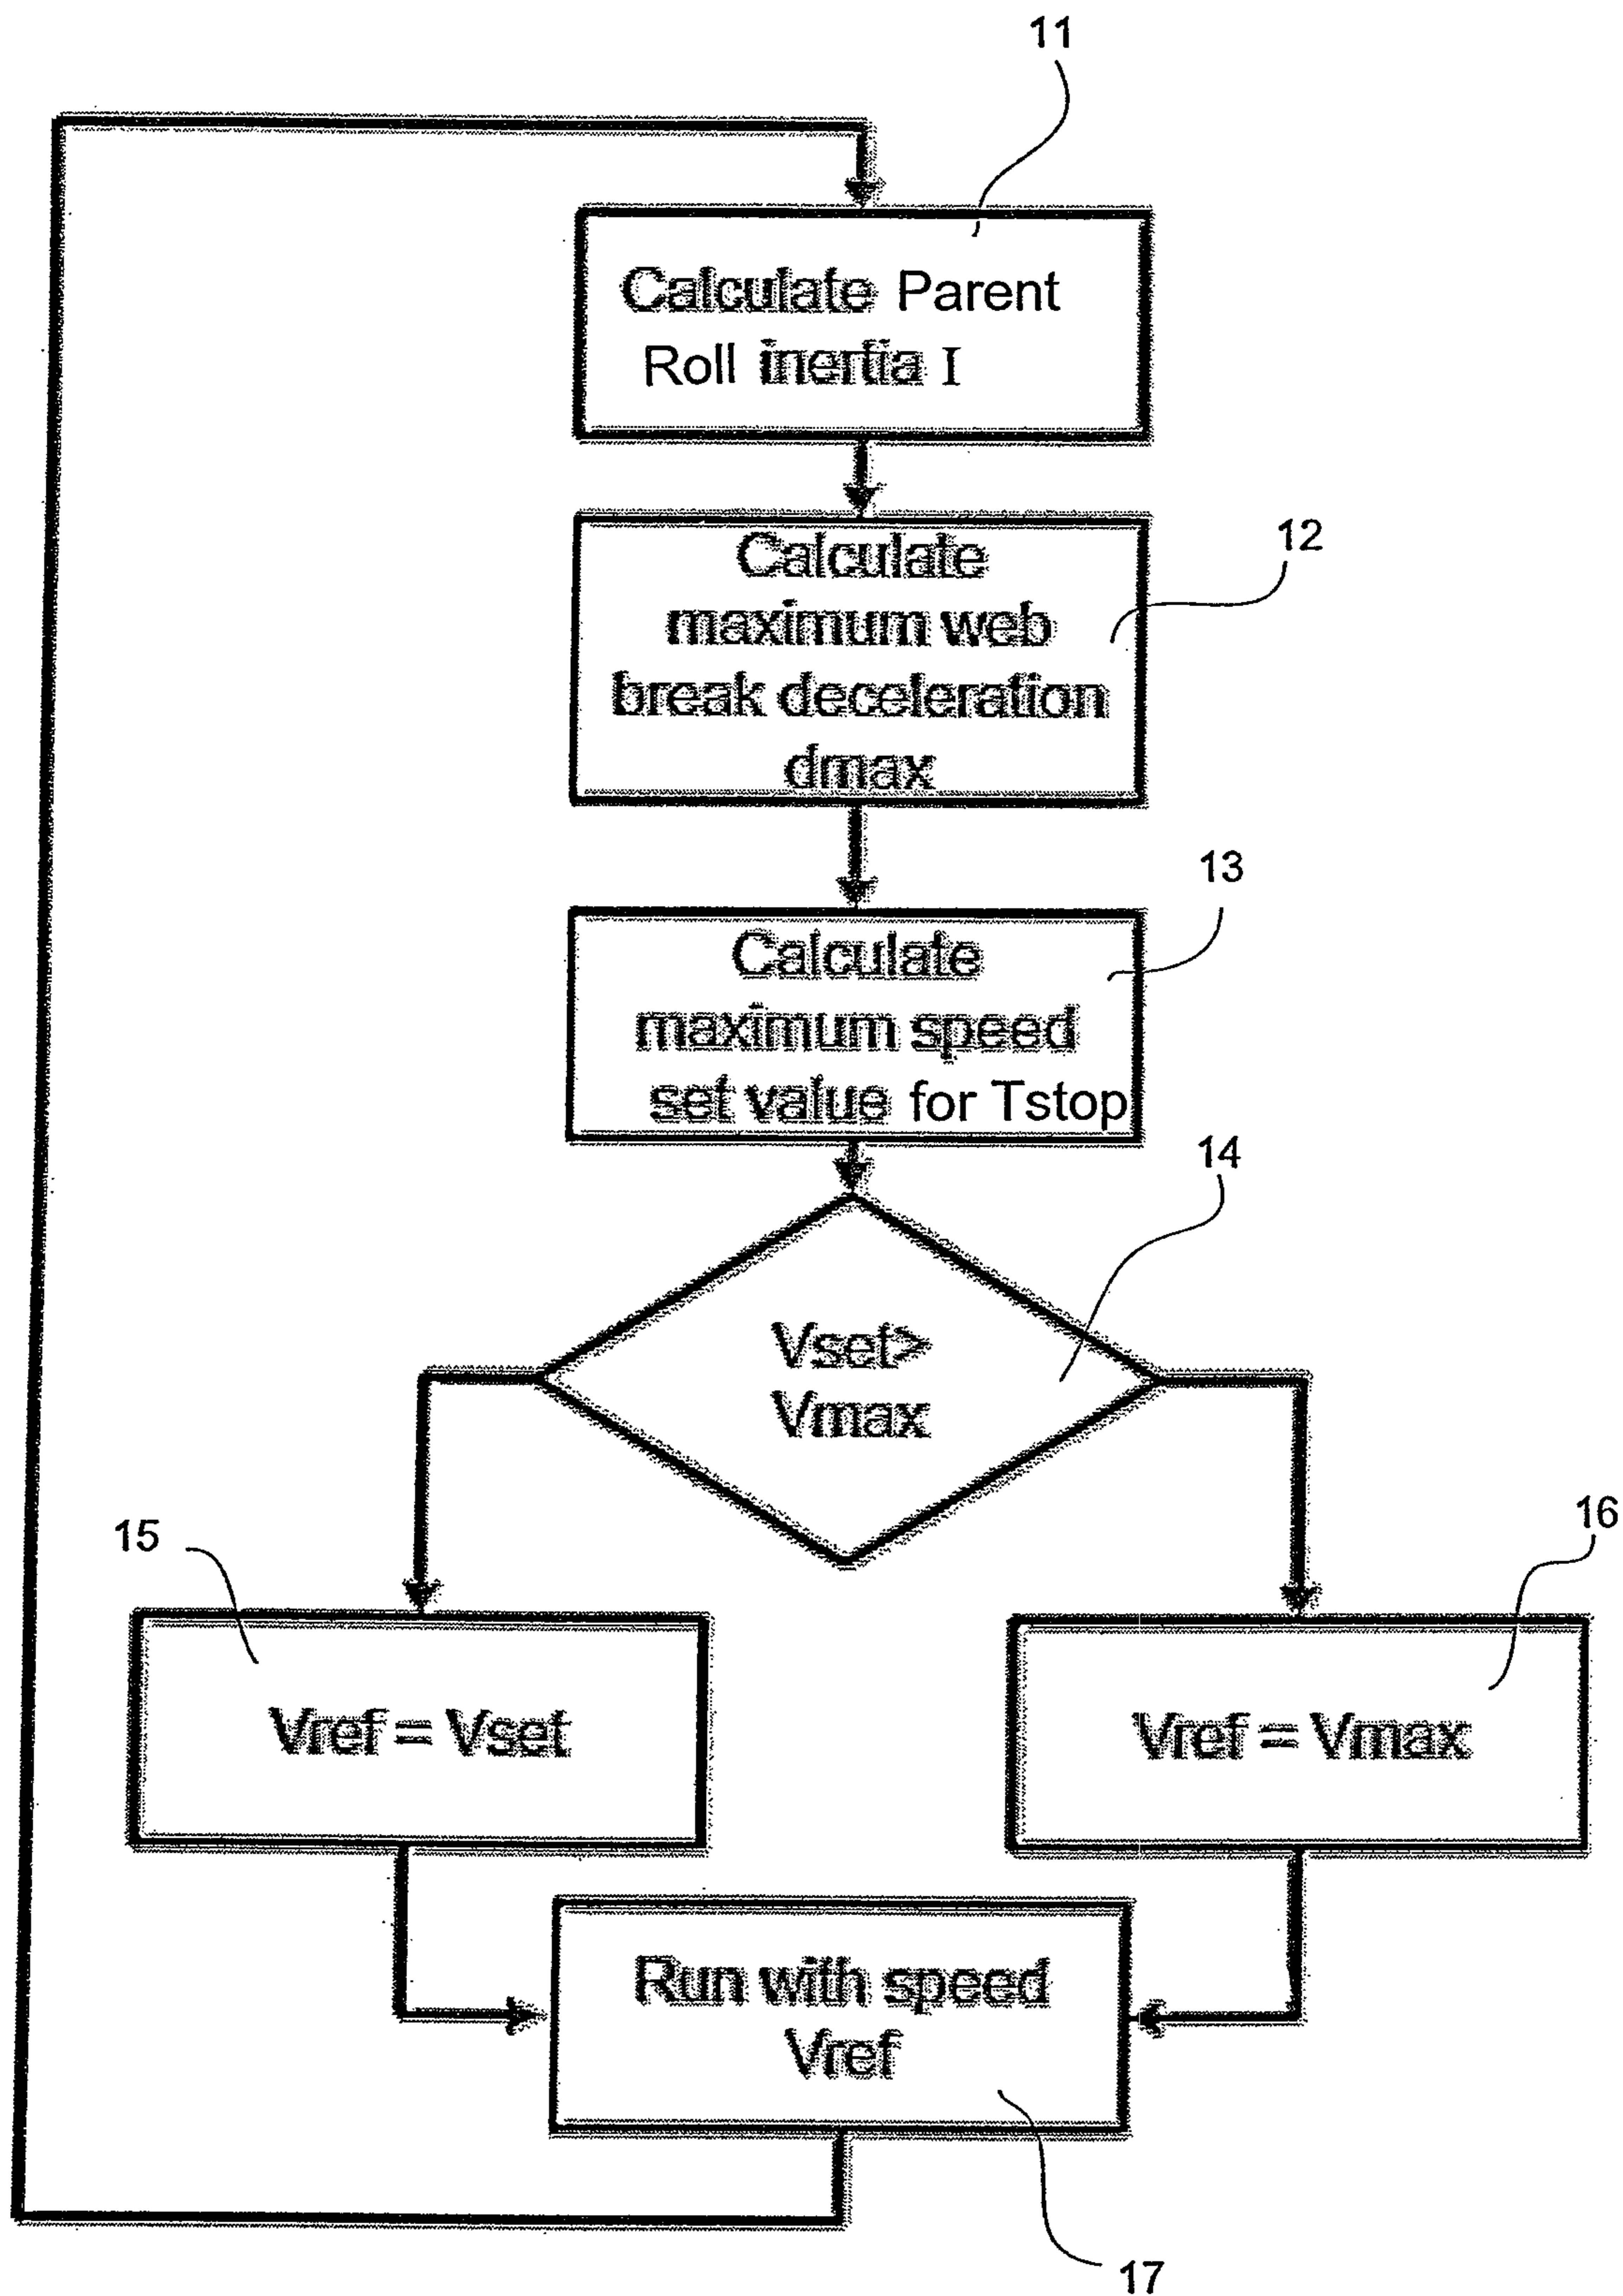 11
Calculate Parent
Roll inertia I
12
Calculate
maximum web
break deceleration
dmax
13
Calculate
maximum speed
set value for Tstop
14
Vset>
Vmax
15
16
Vref = Vset
Vref = Vmax
Run with speed
Vref
17